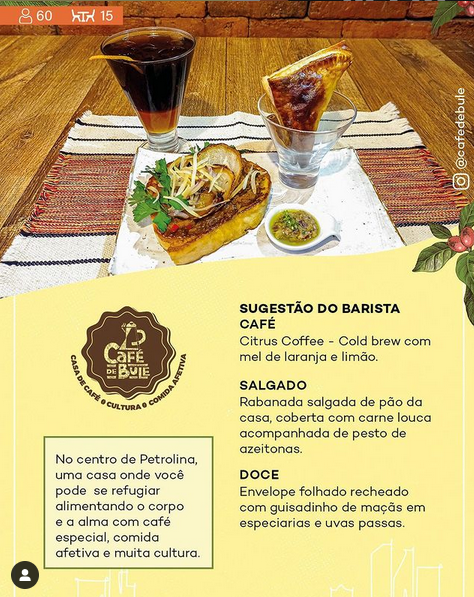 60 15
@cafedebule
SUGESTÃO DO BARISTA
CAFÉ
Citrus Coffee - Cold brew com
mel de laranja e limão.
SALGADO
Rabanada salgada de pão da
casa, coberta com carne louca
acompanhada de pesto de
azeitonas.
DOCE
Envelope folhado recheado
com guisadinho de maçãs em
especiarias e uvas passas.
CAFÉ
DE
BULE
CASA DE CAFÉ CULTURA COMIDA AFETIVA
No centro de Petrolina,
uma casa onde você
pode se refugiar
alimentando o corpo
e a alma com café
especial, comida
afetiva e muita cultura.